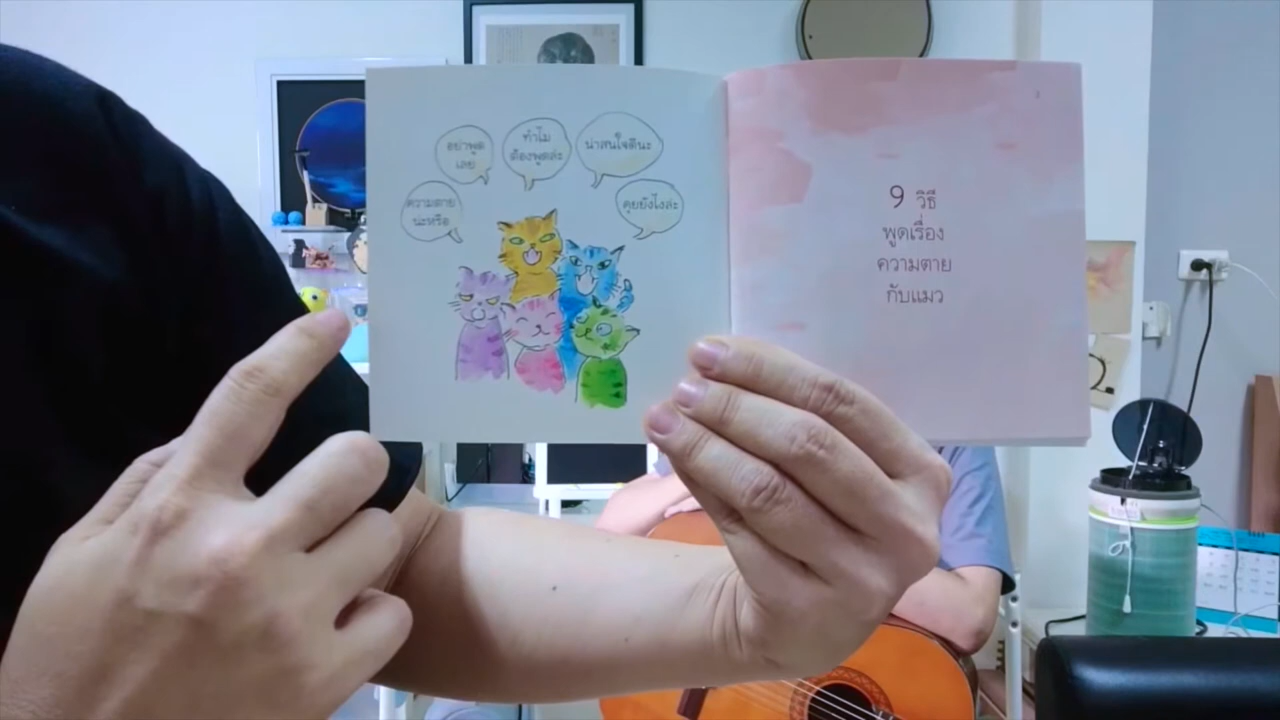 อย่าพูด
เลย
ทำไม
ต้องพูดล่ะ
น่าสนใจดีนะ
ความตาย
น่ะหรือ
คุยยังไงล่ะ
9 วิธี
พูดเรื่อง
ความตาย
กับแมว